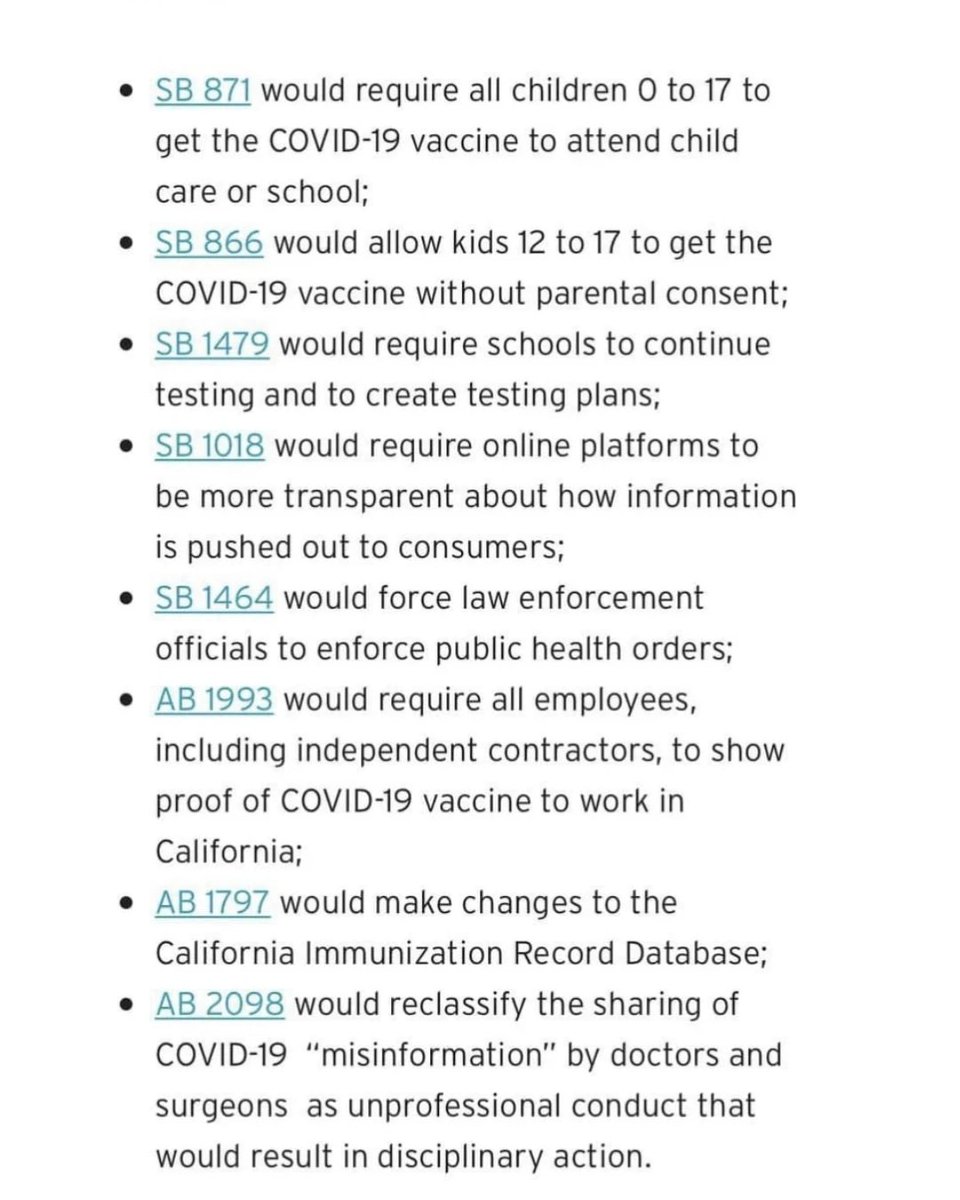 • SB 871 would require all children 0 to 17 to
get the COVID-19 vaccine to attend child
care or school;
• SB 866 would allow kids 12 to 17 to get the
COVID-19 vaccine without parental consent;
• SB 1479 would require schools to continue
testing and to create testing plans;
• SB 1018 would require online platforms to
be more transparent about how information
is pushed out to consumers;
• SB 1464 would force law enforcement
officials to enforce public health orders;
• AB 1993 would require all employees,
including independent contractors, to show
proof of COVID-19 vaccine to work in
California;
• AB 1797 would make changes to the
California Immunization Record Database;
• AB 2098 would reclassify the sharing of
COVID-19 “misinformation” by doctors and
surgeons as unprofessional conduct that
would result in disciplinary action.